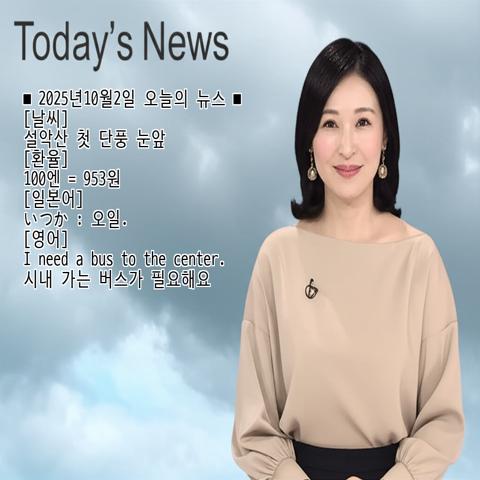 Today's News
■ 2025년10월2일 오늘의 뉴스 ■
[날씨]
설악산 첫 단풍 눈앞
[환율]
100엔 = 953원
[일본어]
いつか : 오일.
[영어]
I need a bus to the center.
시내 가는 버스가 필요해요